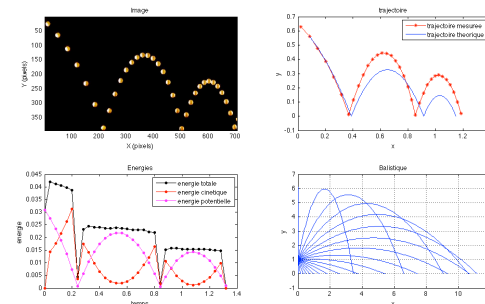 Image
50
100
150
200
250
300
350
Y (pixels)
100 200 300 400 500 600 700
X (pixels)
trajectoire
0.7
0.6
0.5
0.4
0.3
0.2
0.1
0
-0.1
y
0 0.2 0.4 0.6 0.8 1 1.2
x
trajectoire mesuree
trajectoire theorique
Energies
0.045
0.04
0.035
0.03
0.025
0.02
0.015
0.01
0.005
0
energie
0 0.2 0.4 0.6 0.8 1 1.2 1.4
temps
energie totale
energie cinetique
energie potentielle
Balistique
7
6
5
4
3
2
1
0
-1
y
0 2 4 6 8 10